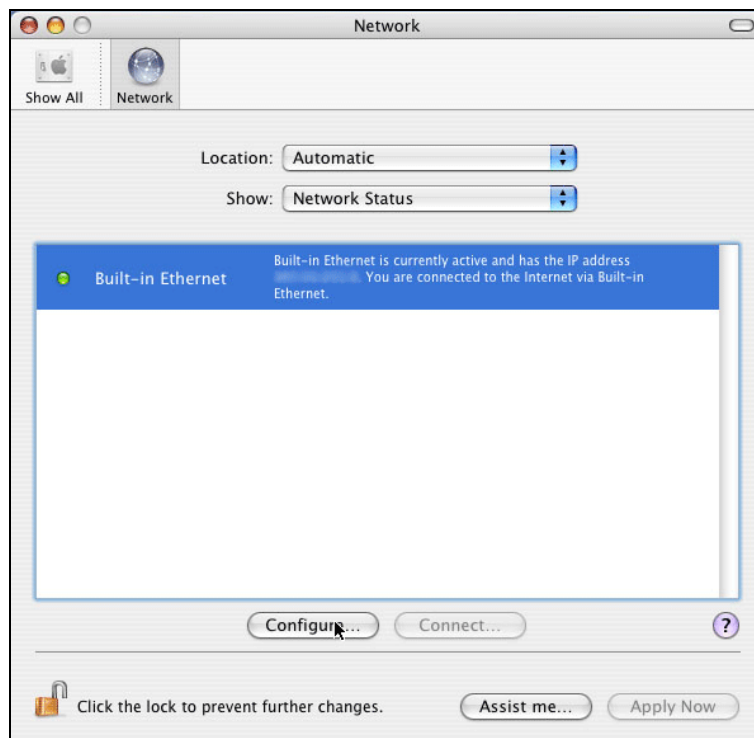 Network
Show All
Network
Location: Automatic
Show: Network Status
Built-in Ethernet
Built-in Ethernet is currently active and has the IP address
. You are connected to the Internet via Built-in
Ethernet.
Configure...
Connect...
?
Click the lock to prevent further changes.
Assist me...
Apply Now